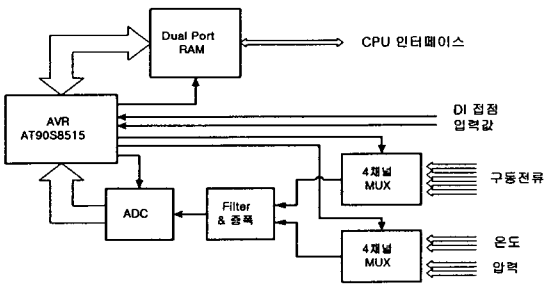 Dual Port
RAM
CPU 인터페이스
AVR
AT90S8515
DI 접점
입력값
4채널
MUX
구동전류
ADC
Filter
& 증폭
4채널
MUX
온도
압력